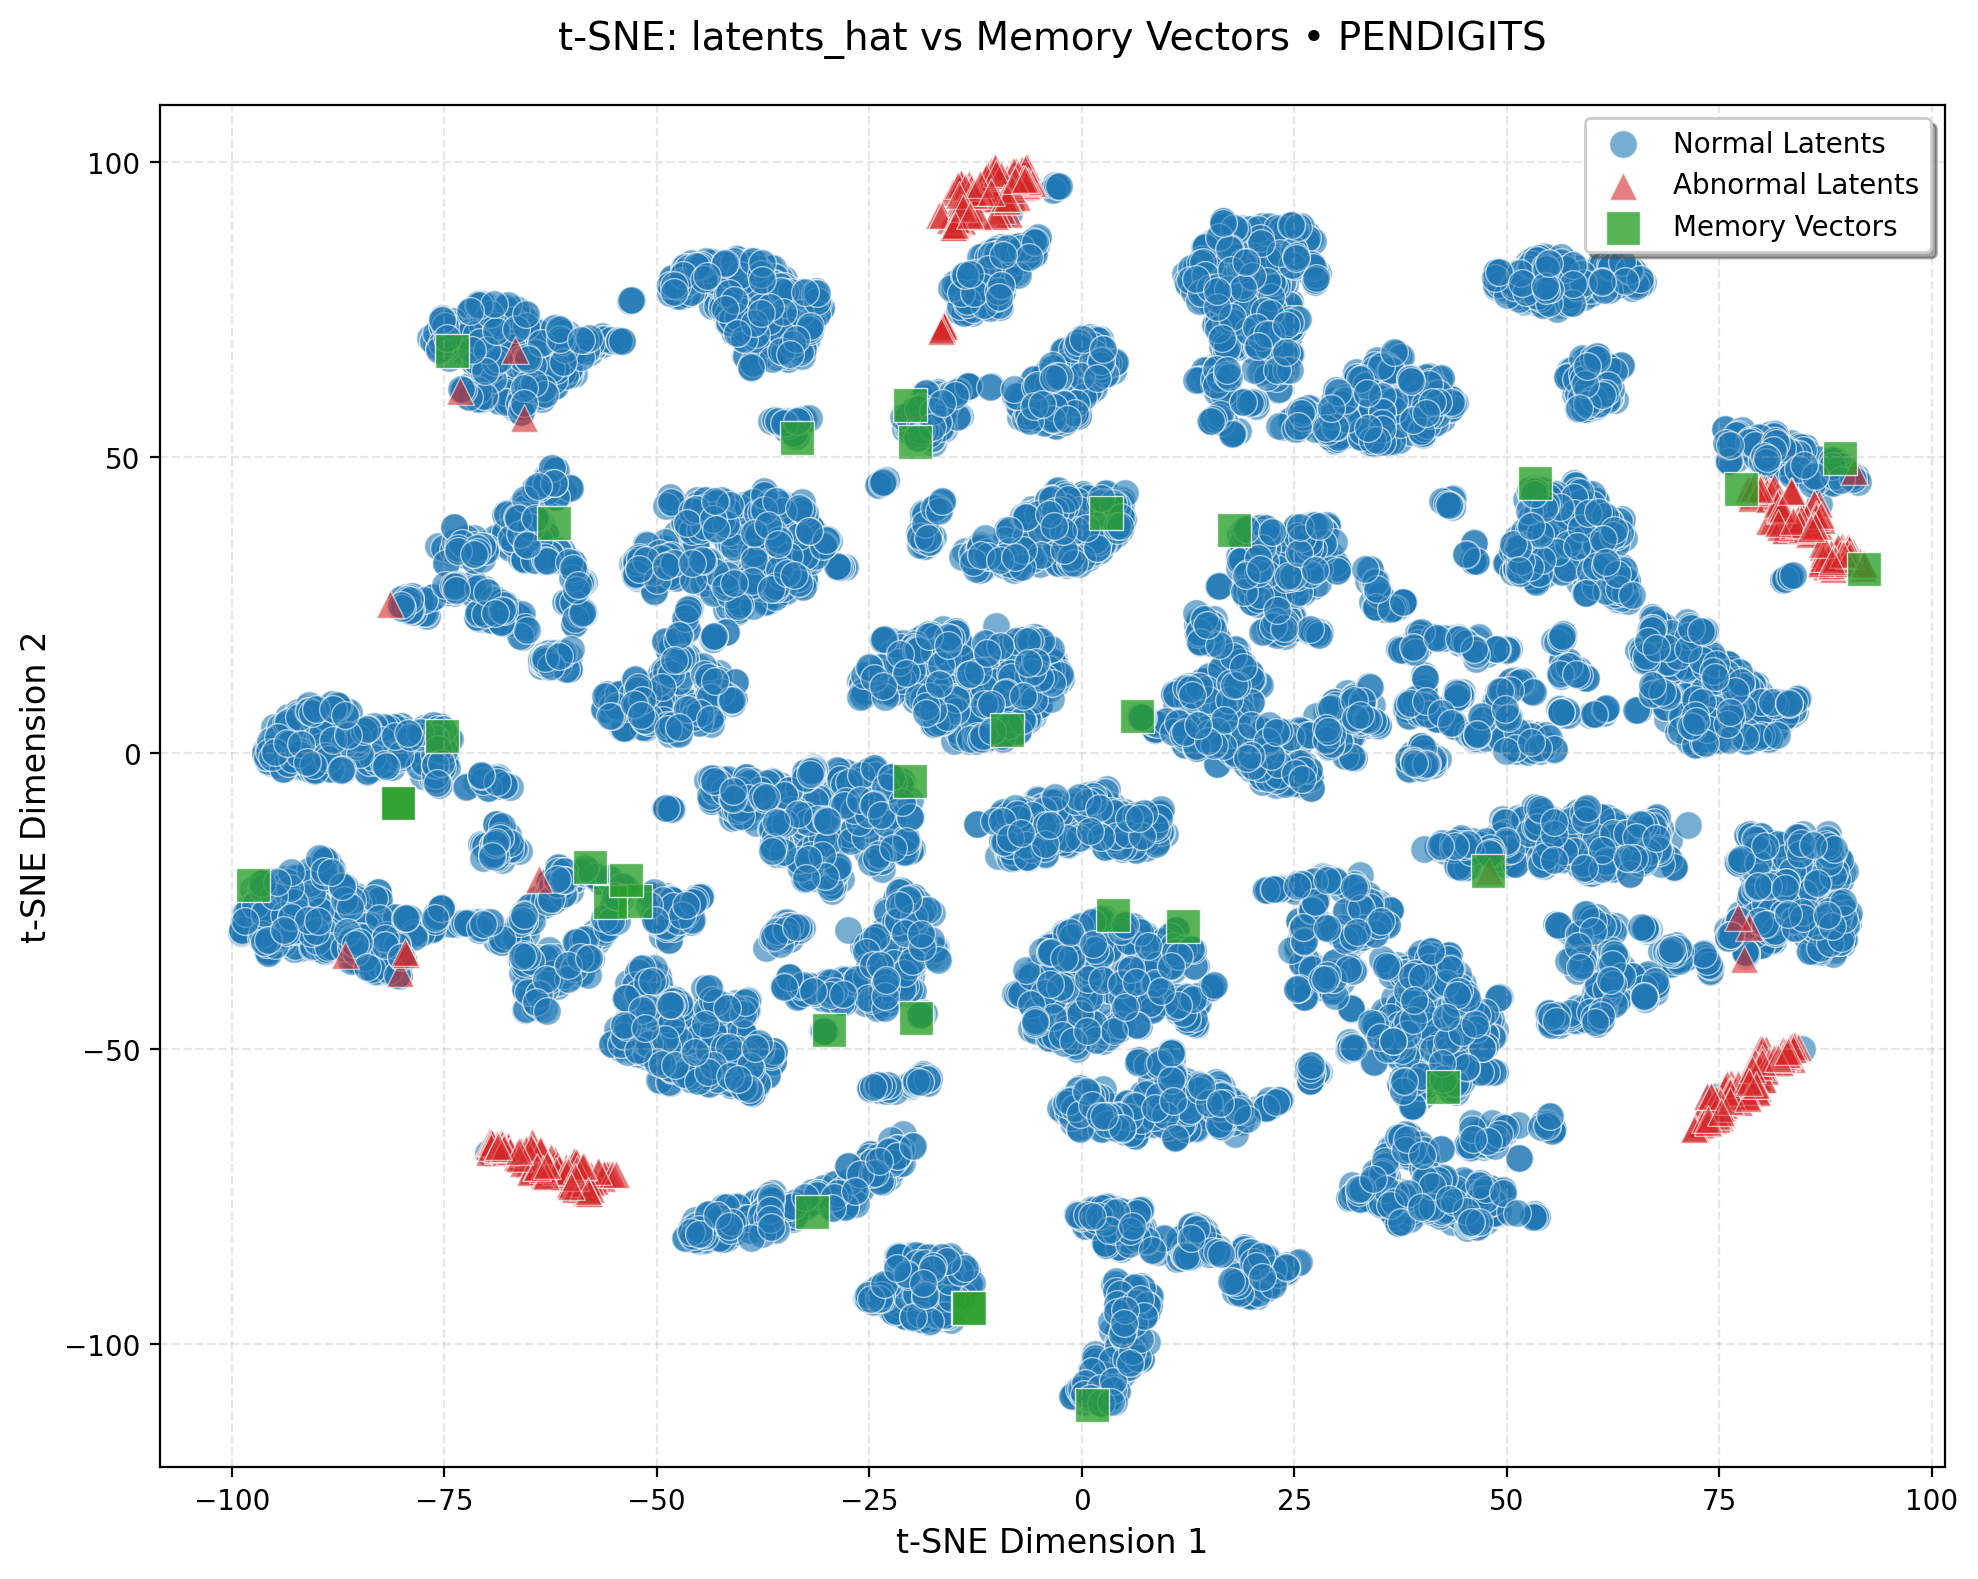 t-SNE: latents_hat vs Memory Vectors • PENDIGITS
Normal Latents
Abnormal Latents
Memory Vectors
100
50
0
−50
−100
t-SNE Dimension 2
−100
−75
−50
−25
0
25
50
75
100
t-SNE Dimension 1